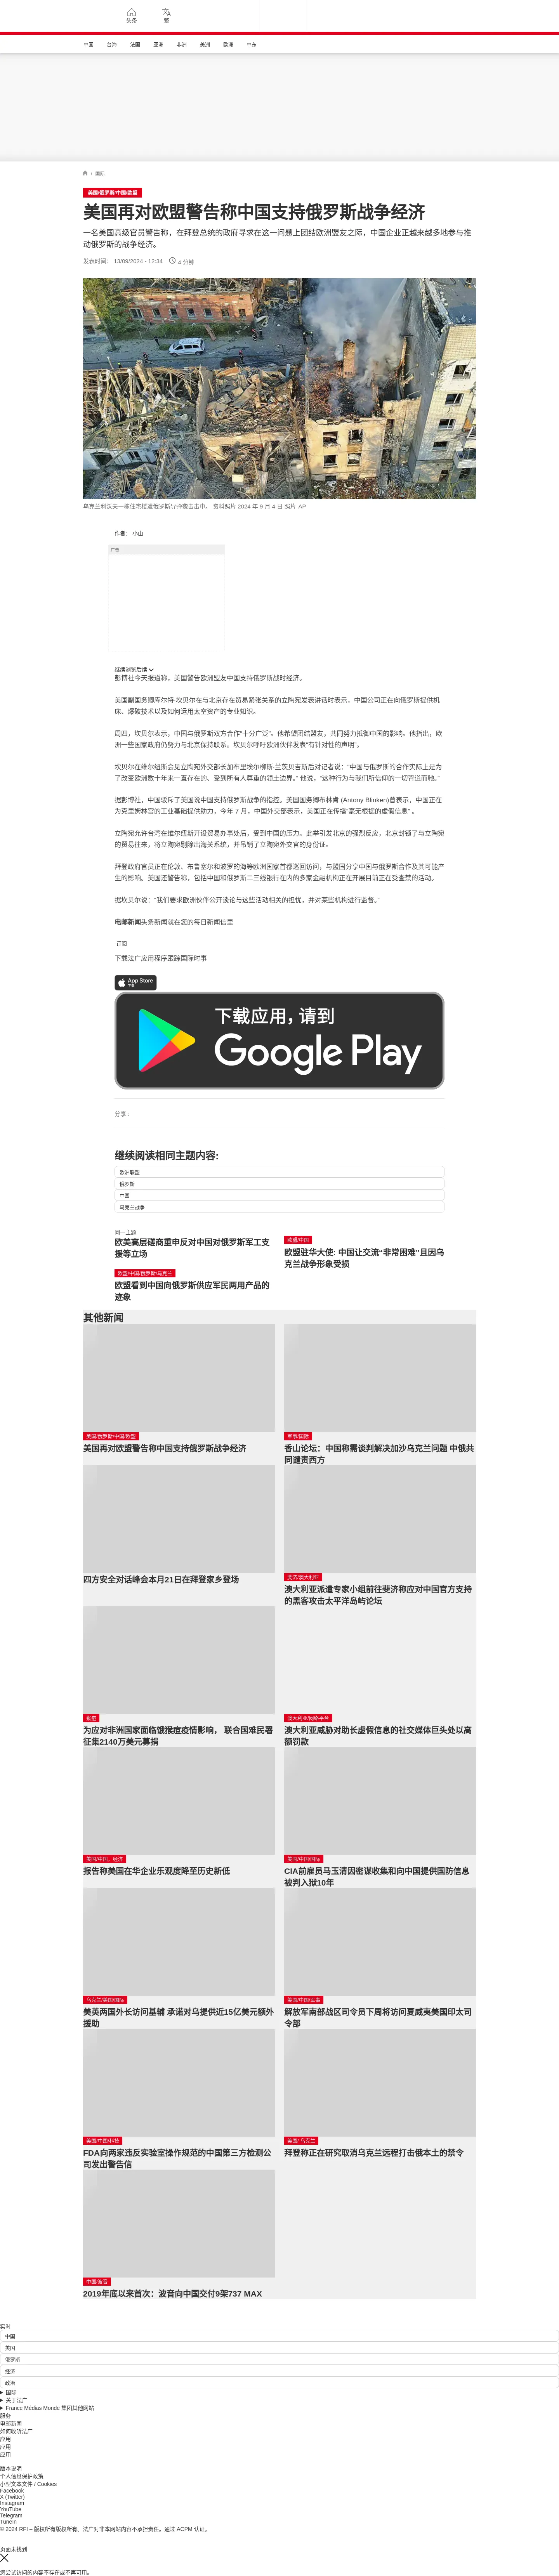 头条
繁
中国
台海
法国
亚洲
非洲
美洲
欧洲
中东
/ 国际
美国/俄罗斯/中国/欧盟
美国再对欧盟警告称中国支持俄罗斯战争经济
一名美国高级官员警告称，在拜登总统的政府寻求在这一问题上团结欧洲盟友之际，中国企业正越来越多地参与推
动俄罗斯的战争经济。
发表时间： 13/09/2024 - 12:34
4 分钟
乌克兰利沃夫一栋住宅楼遭俄罗斯导弹袭击击中。 资料照片 2024 年 9 月 4 日 照片 AP
作者： 小山
广告
继续浏览后续
彭博社今天报道称，美国警告欧洲盟友中国支持俄罗斯战时经济。
美国副国务卿库尔特·坎贝尔在与北京存在贸易紧张关系的立陶宛发表讲话时表示，中国公司正在向俄罗斯提供机
床、爆破技术以及如何运用太空资产的专业知识。
周四，坎贝尔表示，中国与俄罗斯双方合作“十分广泛”。他希望团结盟友，共同努力抵御中国的影响。他指出，欧
洲一些国家政府仍努力与北京保持联系。坎贝尔呼吁欧洲伙伴发表“有针对性的声明”。
坎贝尔在维尔纽斯会见立陶宛外交部长加布里埃尔柳斯·兰茨贝吉斯后对记者说：“中国与俄罗斯的合作实际上是为
了改变欧洲数十年来一直存在的、受到所有人尊重的领土边界。” 他说，“这种行为与我们所信仰的一切背道而驰。”
据彭博社，中国驳斥了美国说中国支持俄罗斯战争的指控。美国国务卿布林肯 (Antony Blinken)曾表示，中国正在
为克里姆林宫的工业基础提供助力，今年 7 月，中国外交部表示，美国正在传播“毫无根据的虚假信息” 。
立陶宛允许台湾在维尔纽斯开设贸易办事处后，受到中国的压力。此举引发北京的强烈反应，北京封锁了与立陶宛
的贸易往来，将立陶宛剔除出海关系统，并吊销了立陶宛外交官的身份证。
拜登政府官员正在伦敦、布鲁塞尔和波罗的海等欧洲国家首都巡回访问，与盟国分享中国与俄罗斯合作及其可能产
生的影响。美国还警告称，包括中国和俄罗斯二三线银行在内的多家金融机构正在开展目前正在受查禁的活动。
据坎贝尔说：“我们要求欧洲伙伴公开谈论与这些活动相关的担忧，并对某些机构进行监督。”
电邮新闻头条新闻就在您的每日新闻信里
订阅
下载法广应用程序跟踪国际时事
App Store
下载
下载应用，请到
Google Play
分享 :
继续阅读相同主题内容:
欧洲联盟
俄罗斯
中国
乌克兰战争
同一主题
欧美高层磋商重申反对中国对俄罗斯军工支
援等立场
欧盟/中国
欧盟驻华大使: 中国让交流“非常困难”且因乌
克兰战争形象受损
欧盟/中国/俄罗斯/乌克兰
欧盟看到中国向俄罗斯供应军民两用产品的
迹象
其他新闻
美国/俄罗斯/中国/欧盟
美国再对欧盟警告称中国支持俄罗斯战争经济
军事/国际
香山论坛：中国称需谈判解决加沙乌克兰问题 中俄共
同谴责西方
四方安全对话峰会本月21日在拜登家乡登场
斐济/澳大利亚
澳大利亚派遣专家小组前往斐济称应对中国官方支持
的黑客攻击太平洋岛屿论坛
猴痘
为应对非洲国家面临饿猴痘疫情影响， 联合国难民署
征集2140万美元募捐
澳大利亚/网络平台
澳大利亚威胁对助长虚假信息的社交媒体巨头处以高
额罚款
美国/中国、经济
报告称美国在华企业乐观度降至历史新低
美国/中国/国际
CIA前雇员马玉清因密谋收集和向中国提供国防信息
被判入狱10年
乌克兰/美国/国际
美英两国外长访问基辅 承诺对乌提供近15亿美元额外
援助
美国/中国/军事
解放军南部战区司令员下周将访问夏威夷美国印太司
令部
美国/中国/科技
FDA向两家违反实验室操作规范的中国第三方检测公
司发出警告信
美国/ 乌克兰
拜登称正在研究取消乌克兰远程打击俄本土的禁令
中国/波音
2019年底以来首次：波音向中国交付9架737 MAX
实时
中国
美国
俄罗斯
经济
政治
国际
关于法广
France Médias Monde 集团其他网站
服务
电邮新闻
如何收听法广
应用
应用
应用
版本说明
个人信息保护政策
小型文本文件 / Cookies
Facebook
X (Twitter)
Instagram
YouTube
Telegram
TuneIn
© 2024 RFI – 版权所有版权所有。法广对非本网站内容不承担责任。通过 ACPM 认证。
页面未找到
您尝试访问的内容不存在或不再可用。